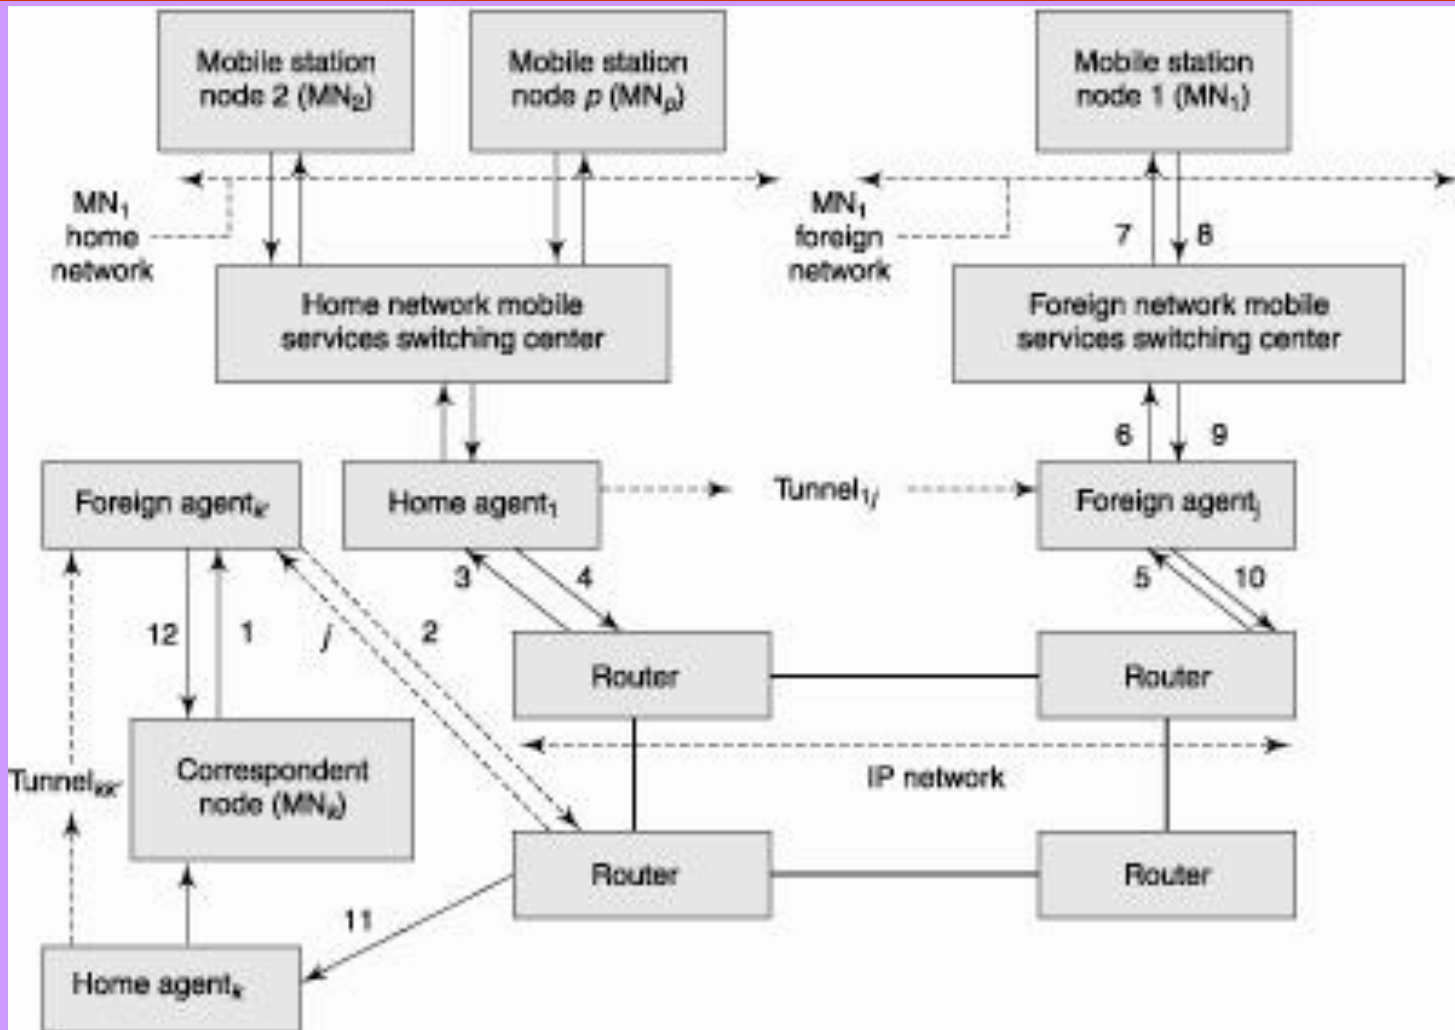 Mobile station
node 2 (MN₂)
Mobile station
node p (MNₚ)
Mobile station
node 1 (MN₁)
MN₁
home
network
MN₁
foreign
network
7
8
Home network mobile
services switching center
Foreign network mobile
services switching center
6
9
Foreign agentₖ'
Home agent₁
Tunnel₁ⱼ
Foreign agentⱼ
3
4
5
10
12
1
j
2
Router
Router
Correspondent
node (MNₖ)
IP network
Tunnelₖₖ'
Router
Router
11
Home agentₖ